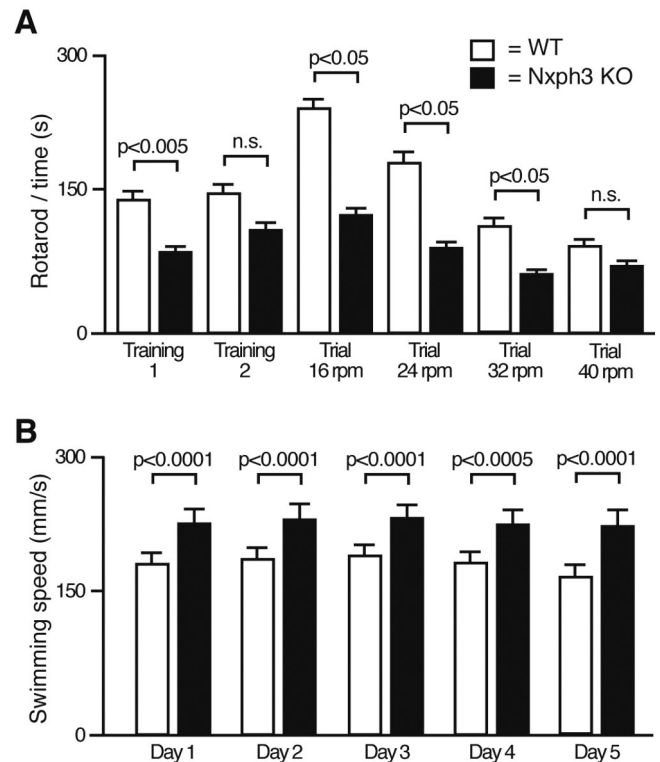 A
300
150
0
Rotarod / time (s)
= WT
= Nxph3 KO
p<0.005
n.s.
p<0.05
p<0.05
p<0.05
n.s.
Training
1
Training
2
Trial
16 rpm
Trial
24 rpm
Trial
32 rpm
Trial
40 rpm
B
300
150
0
Swimming speed (mm/s)
p<0.0001
p<0.0001
p<0.0001
p<0.0005
p<0.0001
Day 1
Day 2
Day 3
Day 4
Day 5